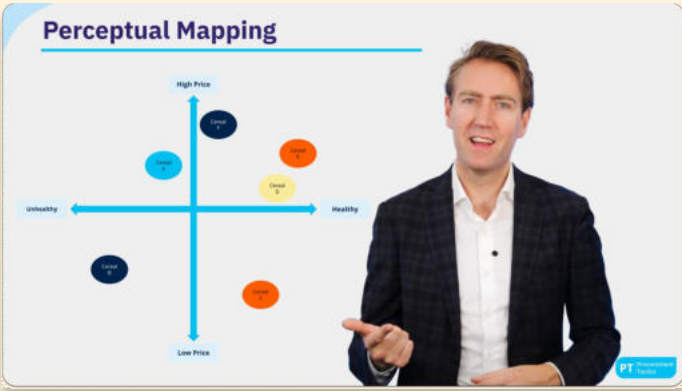 Perceptual Mapping
High Price
Cereal
F
Cereal
E
Cereal
A
Cereal
D
Unhealthy
Healthy
Cereal
B
Cereal
C
Low Price
PT Procurement
Tactics